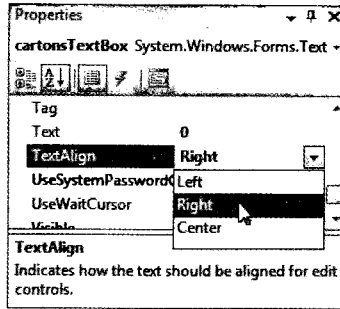 Properties
cartonsTextBox System.Windows.Forms.Text
Tag
Text 0
TextAlign Right
UseSystemPassword
Left
UseWaitCursor
Right
Visible
Center
TextAlign
Indicates how the text should be aligned for edit
controls.